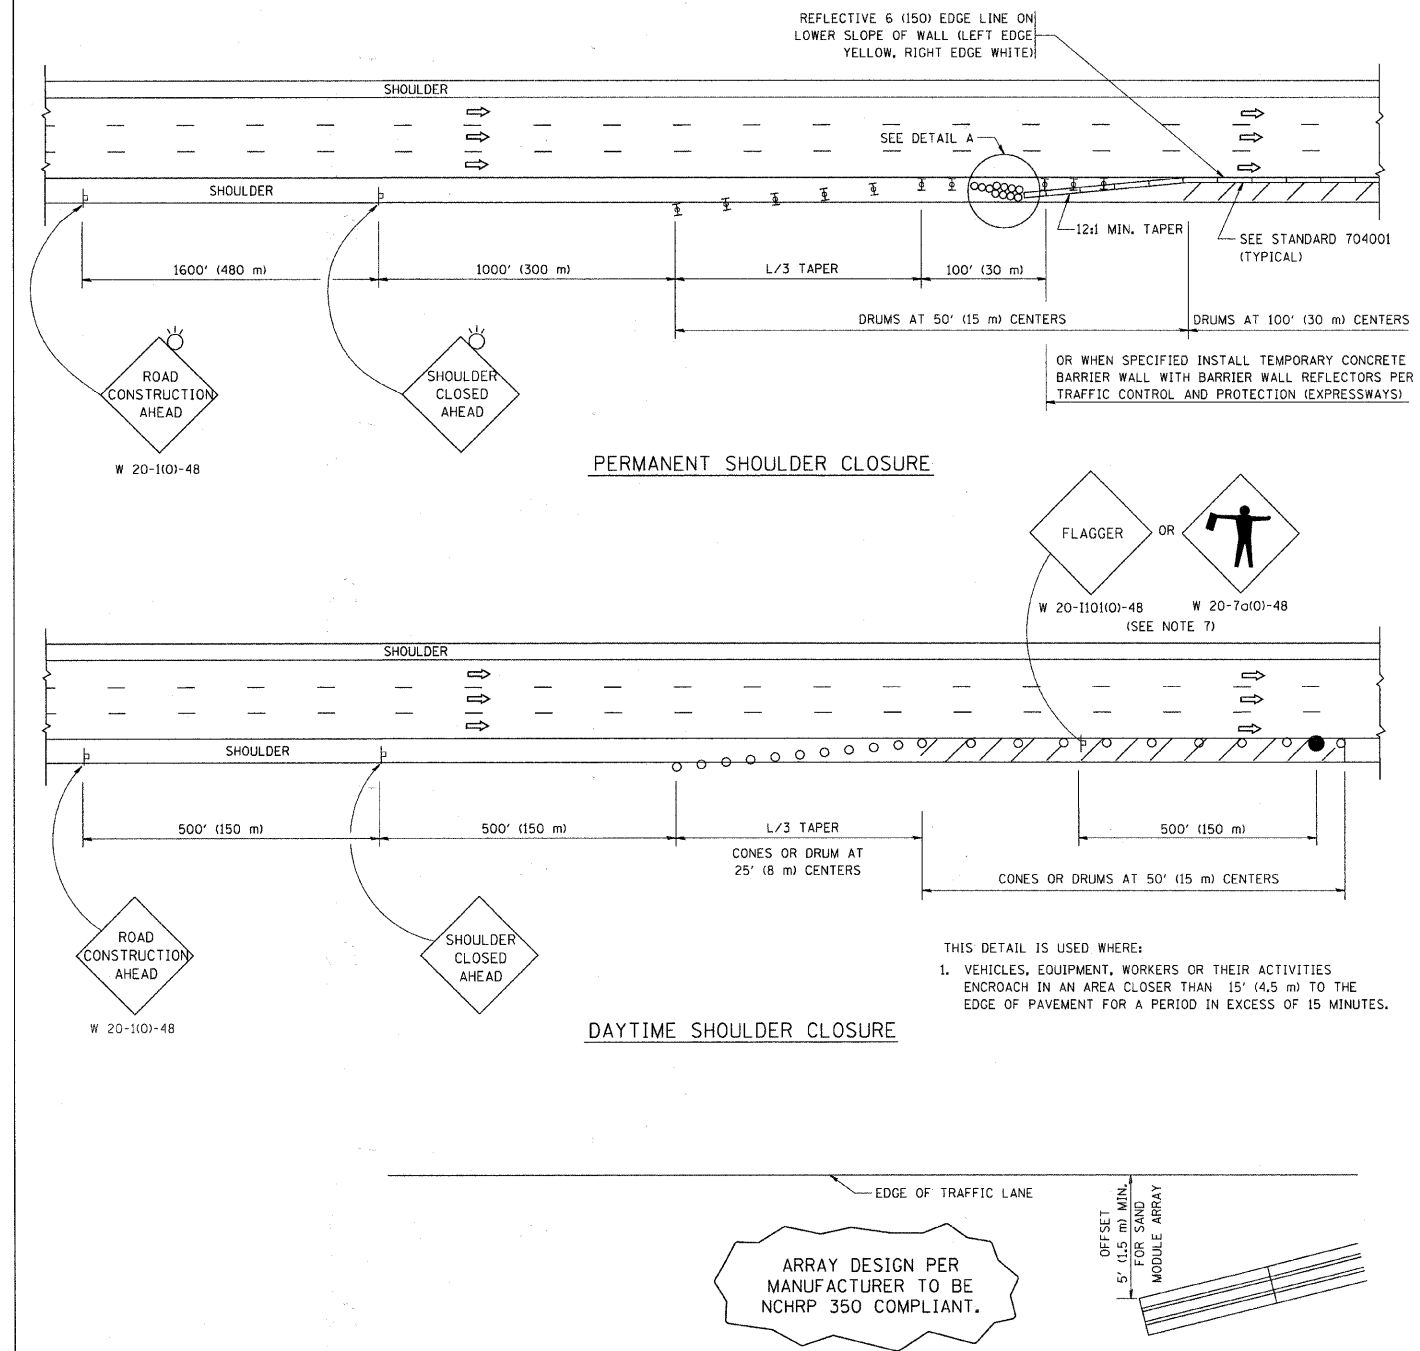 REFLECTIVE 6 (150) EDGE LINE ON
LOWER SLOPE OF WALL (LEFT EDGE
YELLOW, RIGHT EDGE WHITE)
SHOULDER
SEE DETAIL A
SHOULDER
12:1 MIN. TAPER
SEE STANDARD 704001
(TYPICAL)
1600' (480 m)
1000' (300 m)
L/3 TAPER
100' (30 m)
DRUMS AT 50' (15 m) CENTERS
DRUMS AT 100' (30 m) CENTERS
OR WHEN SPECIFIED INSTALL TEMPORARY CONCRETE
BARRIER WALL WITH BARRIER WALL REFLECTORS PER
TRAFFIC CONTROL AND PROTECTION (EXPRESSWAYS)
ROAD
CONSTRUCTION
AHEAD
W 20-1(O)-48
SHOULDER
CLOSED
AHEAD
PERMANENT SHOULDER CLOSURE
FLAGGER
OR
W 20-I101(O)-48
W 20-7a(O)-48
(SEE NOTE 7)
SHOULDER
SHOULDER
500' (150 m)
500' (150 m)
L/3 TAPER
CONES OR DRUM AT
25' (8 m) CENTERS
500' (150 m)
CONES OR DRUMS AT 50' (15 m) CENTERS
ROAD
CONSTRUCTION
AHEAD
W 20-1(O)-48
SHOULDER
CLOSED
AHEAD
THIS DETAIL IS USED WHERE:
1. VEHICLES, EQUIPMENT, WORKERS OR THEIR ACTIVITIES
ENCROACH IN AN AREA CLOSER THAN 15' (4.5 m) TO THE
EDGE OF PAVEMENT FOR A PERIOD IN EXCESS OF 15 MINUTES.
DAYTIME SHOULDER CLOSURE
EDGE OF TRAFFIC LANE
OFFSET
5' (1.5 m) MIN.
FOR SAND
MODULE ARRAY
ARRAY DESIGN PER
MANUFACTURER TO BE
NCHRP 350 COMPLIANT.